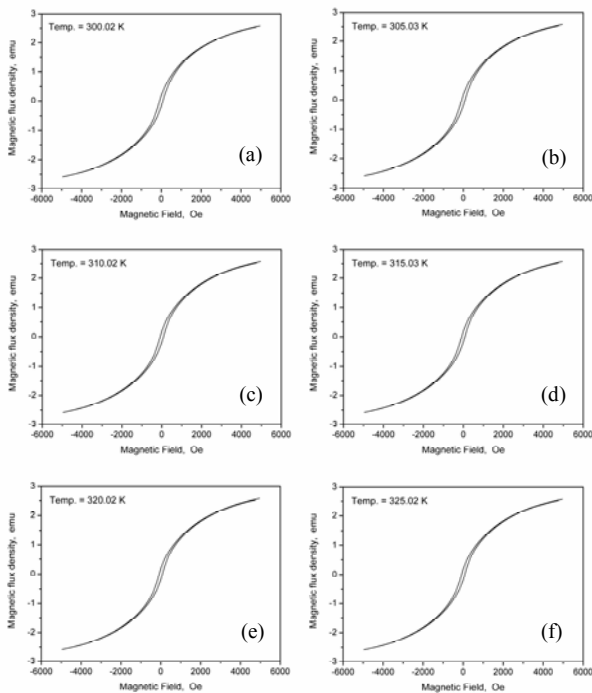 Temp. = 300.02 K
Magnetic flux density, emu
3
2
1
0
-1
-2
-3
(a)
-6000 -4000 -2000 0 2000 4000 6000
Magnetic Field, Oe
Temp. = 305.03 K
Magnetic flux density, emu
3
2
1
0
-1
-2
-3
(b)
-6000 -4000 -2000 0 2000 4000 6000
Magnetic Field, Oe
Temp. = 310.02 K
Magnetic flux density, emu
3
2
1
0
-1
-2
-3
(c)
-6000 -4000 -2000 0 2000 4000 6000
Magnetic Field, Oe
Temp. = 315.03 K
Magnetic flux density, emu
3
2
1
0
-1
-2
-3
(d)
-6000 -4000 -2000 0 2000 4000 6000
Magnetic Field, Oe
Temp. = 320.02 K
Magnetic flux density, emu
3
2
1
0
-1
-2
-3
(e)
-6000 -4000 -2000 0 2000 4000 6000
Magnetic Field, Oe
Temp. = 325.02 K
Magnetic flux density, emu
3
2
1
0
-1
-2
-3
(f)
-6000 -4000 -2000 0 2000 4000 6000
Magnetic Field, Oe